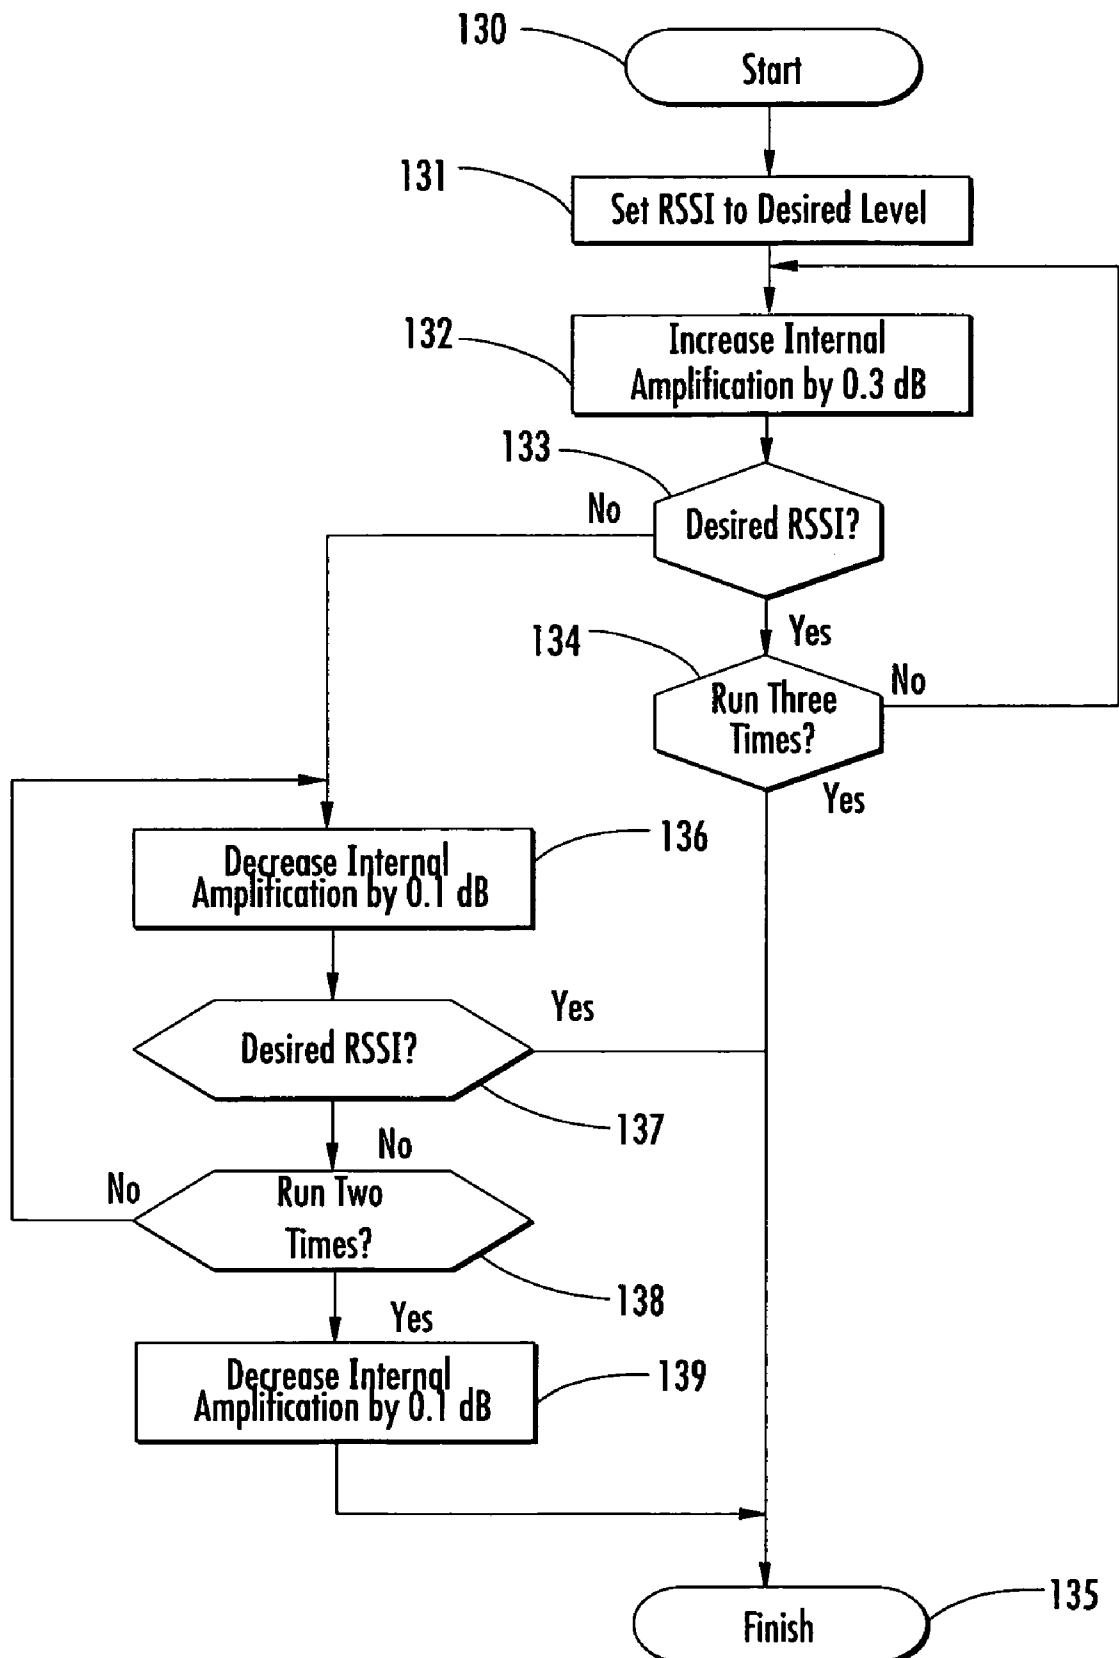 130
Start
131
Set RSSI to Desired Level
132
Increase Internal
Amplification by 0.3 dB
133
No
Desired RSSI?
Yes
134
No
Run Three
Times?
Yes
136
Decrease Internal
Amplification by 0.1 dB
Yes
Desired RSSI?
137
No
No
Run Two
Times?
138
Yes
Decrease Internal
Amplification by 0.1 dB
139
135
Finish